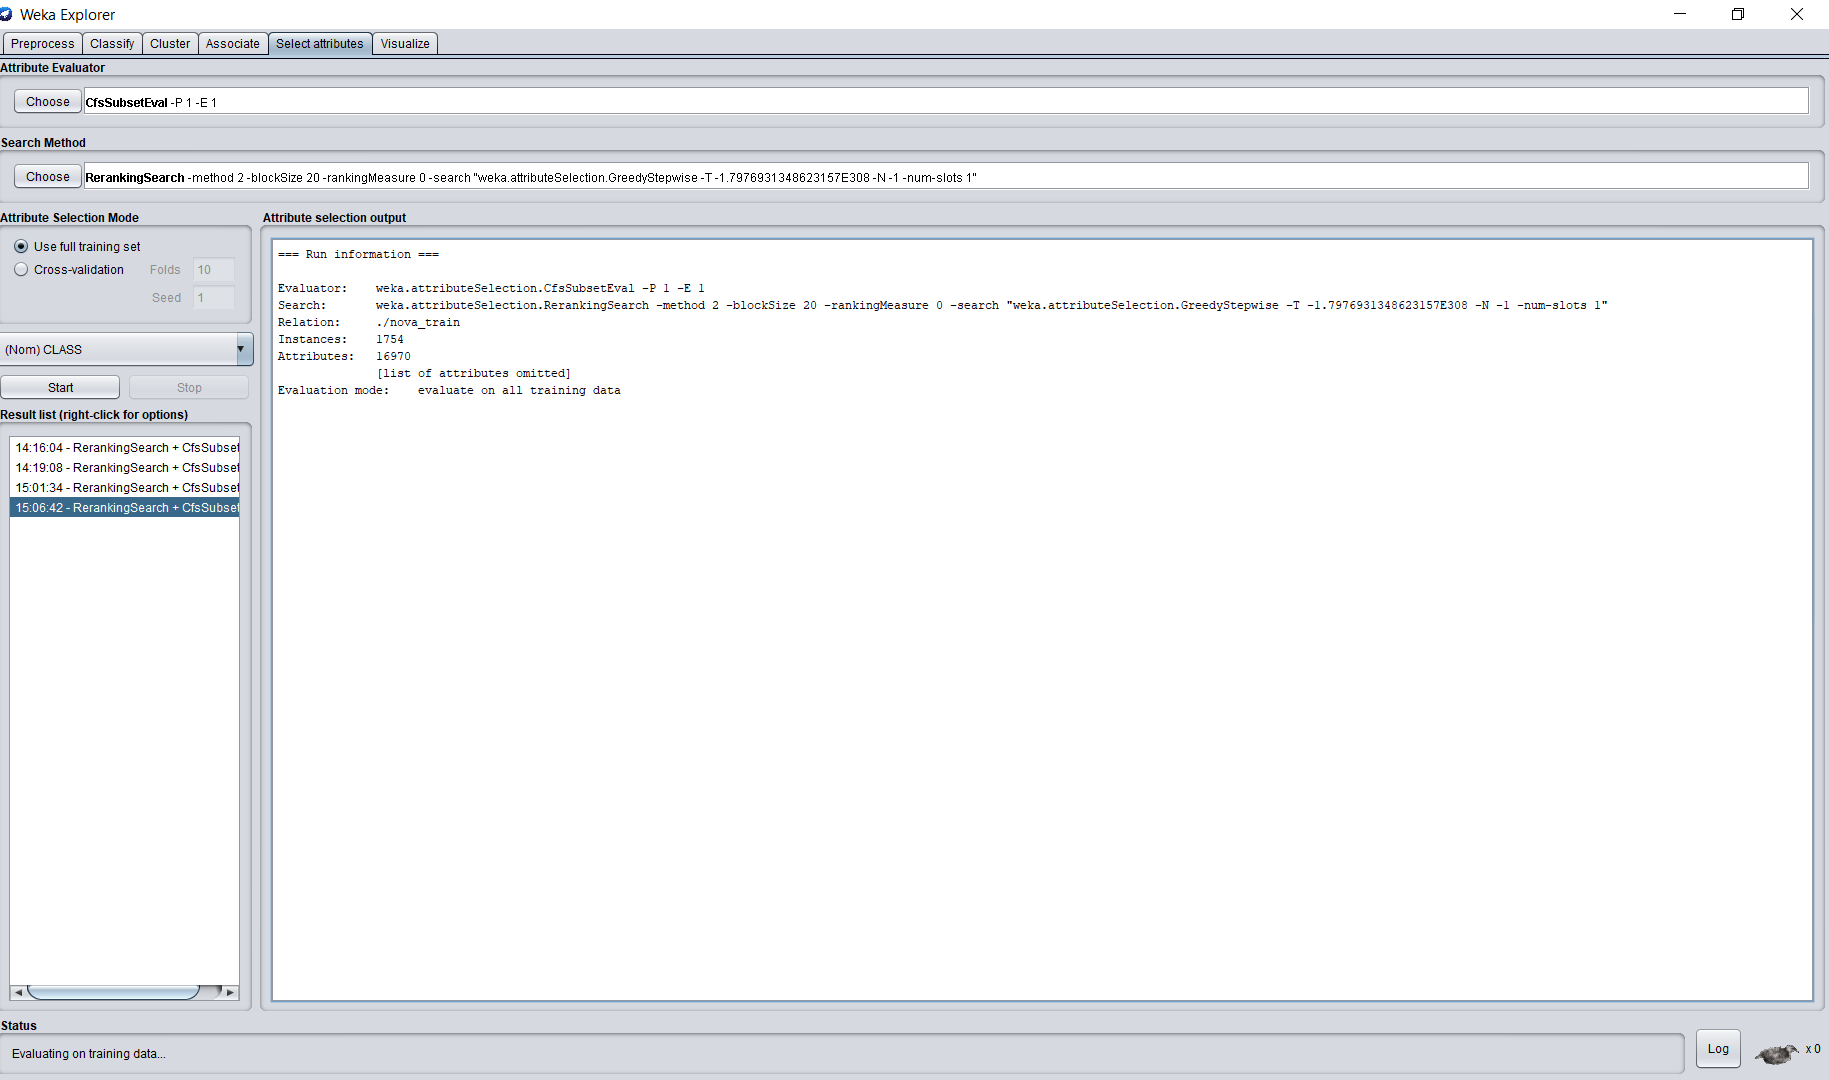 Weka Explorer
Preprocess Classify Cluster Associate Select attributes Visualize
Attribute Evaluator
Choose CfsSubsetEval -P 1 -E 1
Search Method
Choose RerankingSearch -method 2 -blockSize 20 -rankingMeasure 0 -search "weka.attributeSelection.GreedyStepwise -T -1.7976931348623157E308 -N -1 -num-slots 1"
Attribute Selection Mode
Use full training set
Cross-validation Folds 10
Seed 1
(Nom) CLASS
Start Stop
Result list (right-click for options)
14:16:04 - RerankingSearch + CfsSubset
14:19:08 - RerankingSearch + CfsSubset
15:01:34 - RerankingSearch + CfsSubset
15:06:42 - RerankingSearch + CfsSubset
Attribute selection output
=== Run information ===
Evaluator: weka.attributeSelection.CfsSubsetEval -P 1 -E 1
Search: weka.attributeSelection.RerankingSearch -method 2 -blockSize 20 -rankingMeasure 0 -search "weka.attributeSelection.GreedyStepwise -T -1.7976931348623157E308 -N -1 -num-slots 1"
Relation: ./nova_train
Instances: 1754
Attributes: 16970
[list of attributes omitted]
Evaluation mode: evaluate on all training data
Status
Evaluating on training data...
Log x 0